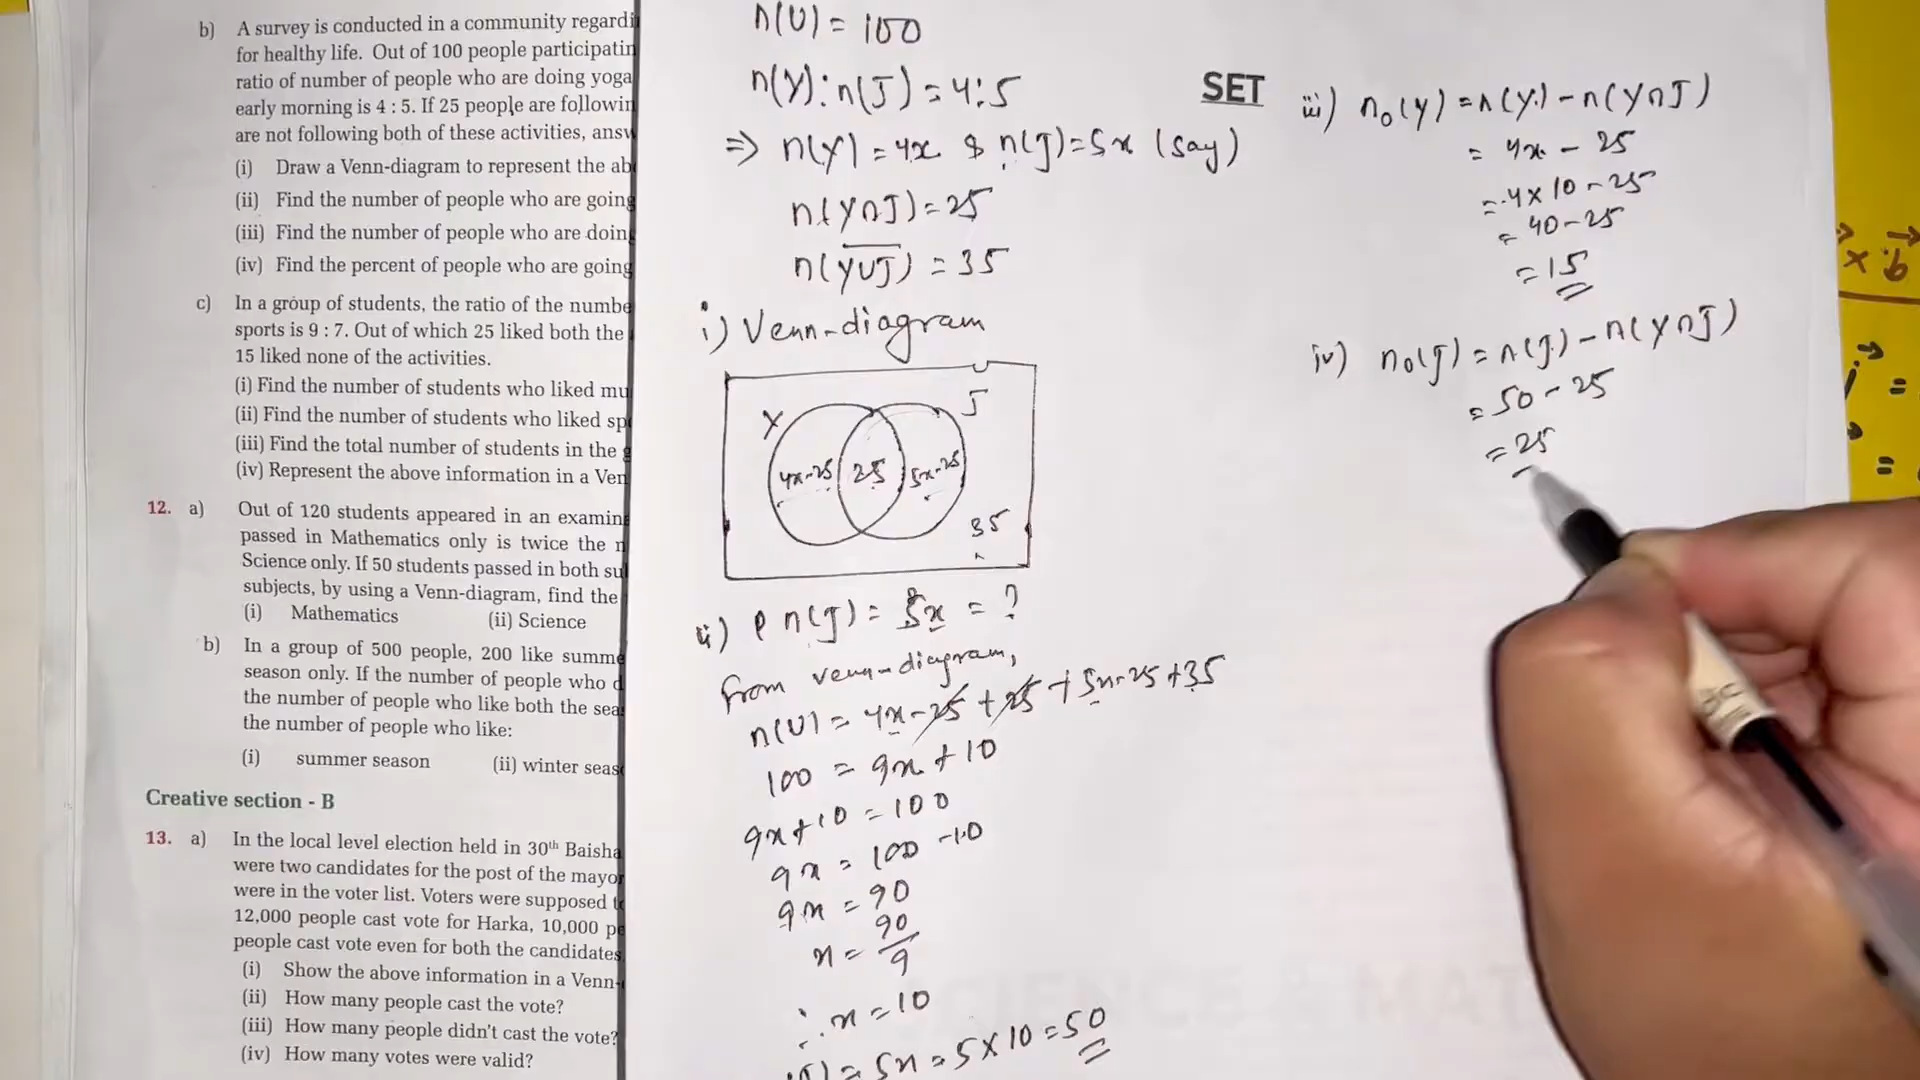 b) A survey is conducted in a community regardi
for healthy life. Out of 100 people participatin
ratio of number of people who are doing yoga
early morning is 4 : 5. If 25 people are followin
are not following both of these activities, answ
(i) Draw a Venn-diagram to represent the ab
(ii) Find the number of people who are going
(iii) Find the number of people who are doin
(iv) Find the percent of people who are going
c) In a group of students, the ratio of the numbe
sports is 9 : 7. Out of which 25 liked both the
15 liked none of the activities.
(i) Find the number of students who liked mu
(ii) Find the number of students who liked sp
(iii) Find the total number of students in the g
(iv) Represent the above information in a Ven
12. a) Out of 120 students appeared in an examin
passed in Mathematics only is twice the n
Science only. If 50 students passed in both su
subjects, by using a Venn-diagram, find the
(i) Mathematics (ii) Science
b) In a group of 500 people, 200 like summe
season only. If the number of people who d
the number of people who like both the sea
the number of people who like:
(i) summer season (ii) winter seas
Creative section - B
13. a) In the local level election held in 30th Baisha
were two candidates for the post of the mayor
were in the voter list. Voters were supposed t
12,000 people cast vote for Harka, 10,000 pe
people cast vote even for both the candidates
(i) Show the above information in a Venn-
(ii) How many people cast the vote?
(iii) How many people didn't cast the vote?
(iv) How many votes were valid?
n(U) = 100
n(Y) : n(J) = 4:5
⇒ n(Y) = 4x & n(J) = 5x (say)
n(Y∩J) = 25
n(Y∪J)‾ = 35
i) Venn-diagram
U
Y J
4x-25 25 5x-25
35
ii) n(J) = 5x = ?
from venn-diagram,
n(U) = 4x-25 + 25 + 5x-25 + 35
100 = 9x + 10
9x + 10 = 100
9x = 100 - 10
9x = 90
x = 90/9
∴ x = 10
= 5x = 5 × 10 = 50
SET
iii) n₀(Y) = n(Y) - n(Y∩J)
= 4x - 25
= 4 × 10 - 25
= 40 - 25
= 15
iv) n₀(J) = n(J) - n(Y∩J)
= 50 - 25
= 25